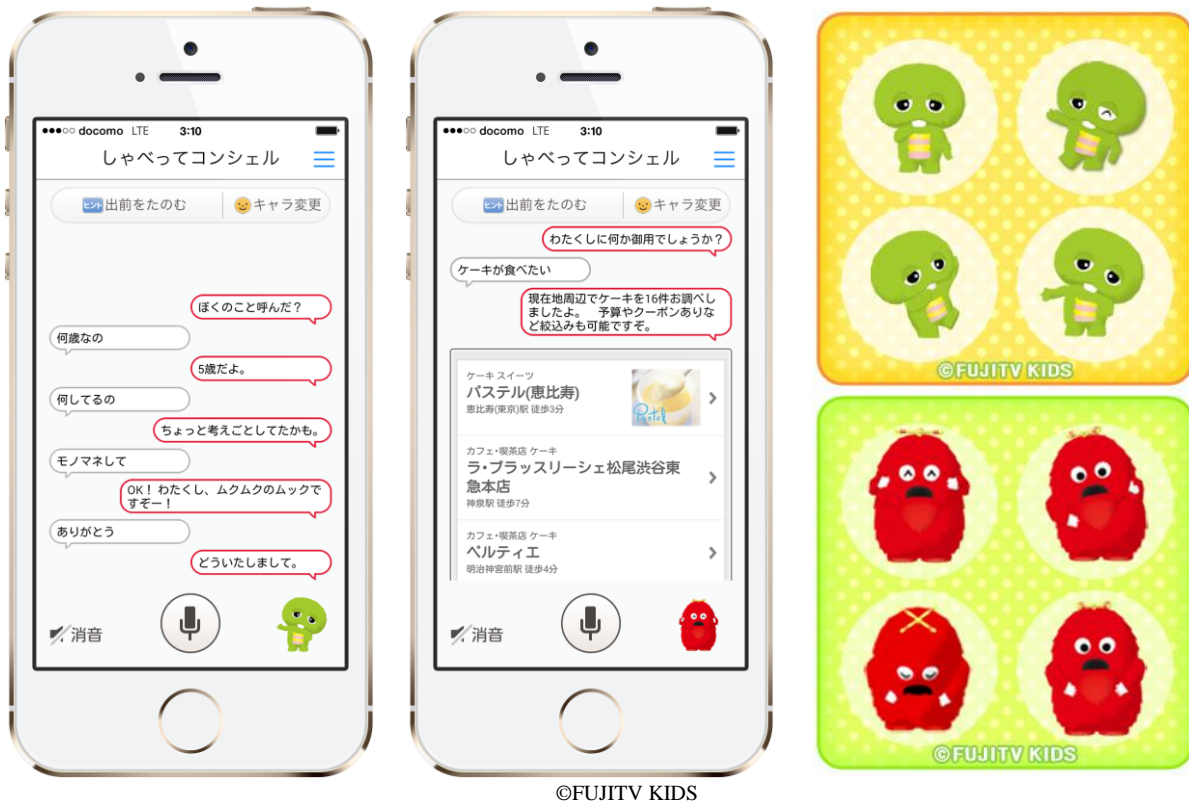 docomo LTE 3:10
しゃべってコンシェル
ヒント 出前をたのむ キャラ変更
ぼくのこと呼んだ？
何歳なの
5歳だよ。
何してるの
ちょっと考えごとしてたかも。
モノマネして
OK！ わたくし、ムクムクのムックで
すぞー！
ありがとう
どういたしまして。
消音
docomo LTE 3:10
しゃべってコンシェル
ヒント 出前をたのむ キャラ変更
わたくしに何か御用でしょうか？
ケーキが食べたい
現在地周辺でケーキを16件お調べし
ましたよ。 予算やクーポンありな
ど絞込みも可能ですぞ。
ケーキ スイーツ
パステル(恵比寿)
恵比寿(東京)駅 徒歩3分
Pastel
カフェ・喫茶店 ケーキ
ラ・ブラッスリーシェ松尾渋谷東
急本店
神泉駅 徒歩7分
カフェ・喫茶店 ケーキ
ペルティエ
明治神宮前駅 徒歩4分
消音
©FUJITV KIDS
©FUJITV KIDS
©FUJITV KIDS